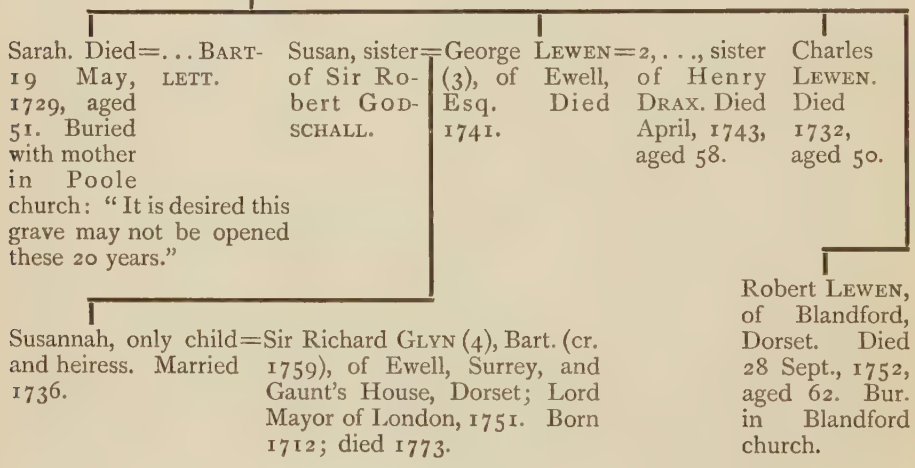 Sarah. Died=...BART-
19 May, LETT.
1729, aged
51. Buried
with mother
in Poole
church: “It is desired this
grave may not be opened
these 20 years.”
Susan, sister=George LEWEN=2,..., sister
of Sir Ro- (3), of Ewell, of Henry
bert GOD- Esq. Died DRAX. Died
SCHALL. 1741. April, 1743,
aged 58.
Charles
LEWEN.
Died
1732,
aged 50.
Susannah, only child=Sir Richard GLYN (4), Bart. (cr.
and heiress. Married 1759), of Ewell, Surrey, and
1736. Gaunt's House, Dorset; Lord
Mayor of London, 1751. Born
1712; died 1773.
Robert LEWEN,
of Blandford,
Dorset. Died
28 Sept., 1752,
aged 62. Bur.
in Blandford
church.